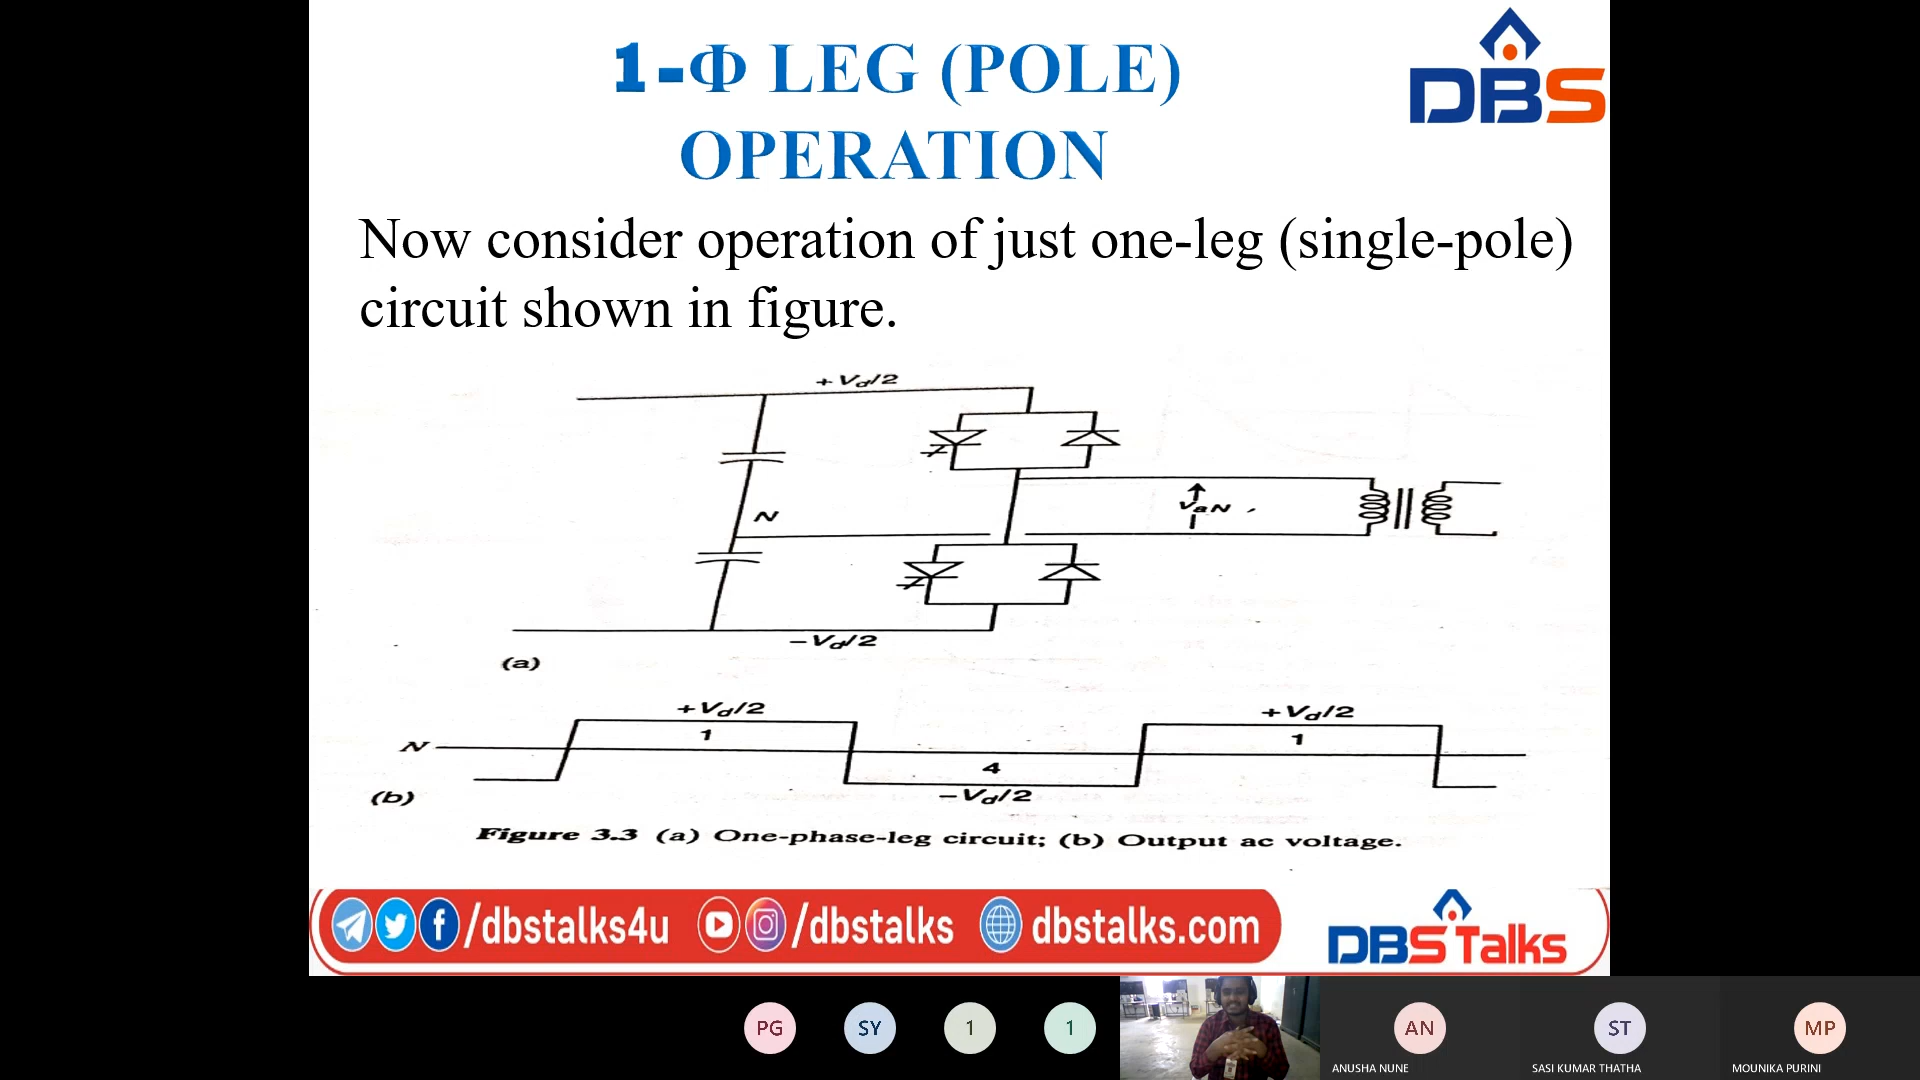 1-Φ LEG (POLE)
OPERATION
DBS
Now consider operation of just one-leg (single-pole)
circuit shown in figure.
+Vd/2
VaN
N
−Vd/2
(a)
+Vd/2
+Vd/2
1
1
N
4
(b)
−Vd/2
Figure 3.3 (a) One-phase-leg circuit; (b) Output ac voltage.
/dbstalks4u
/dbstalks
dbstalks.com
DBS Talks
PG
SY
1
1
AN
ST
MP
ANUSHA NUNE
SASI KUMAR THATHA
MOUNIKA PURINI